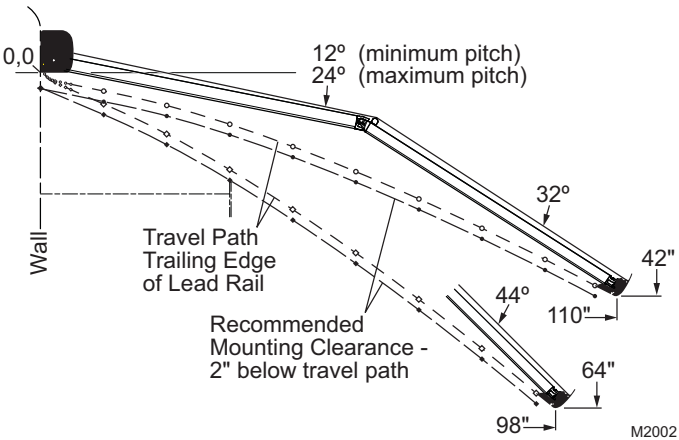 0,0
12º (minimum pitch)
24º (maximum pitch)
32º
Wall
Travel Path
Trailing Edge
of Lead Rail
42"
110"
44º
Recommended
Mounting Clearance -
2" below travel path
64"
98"
M2002